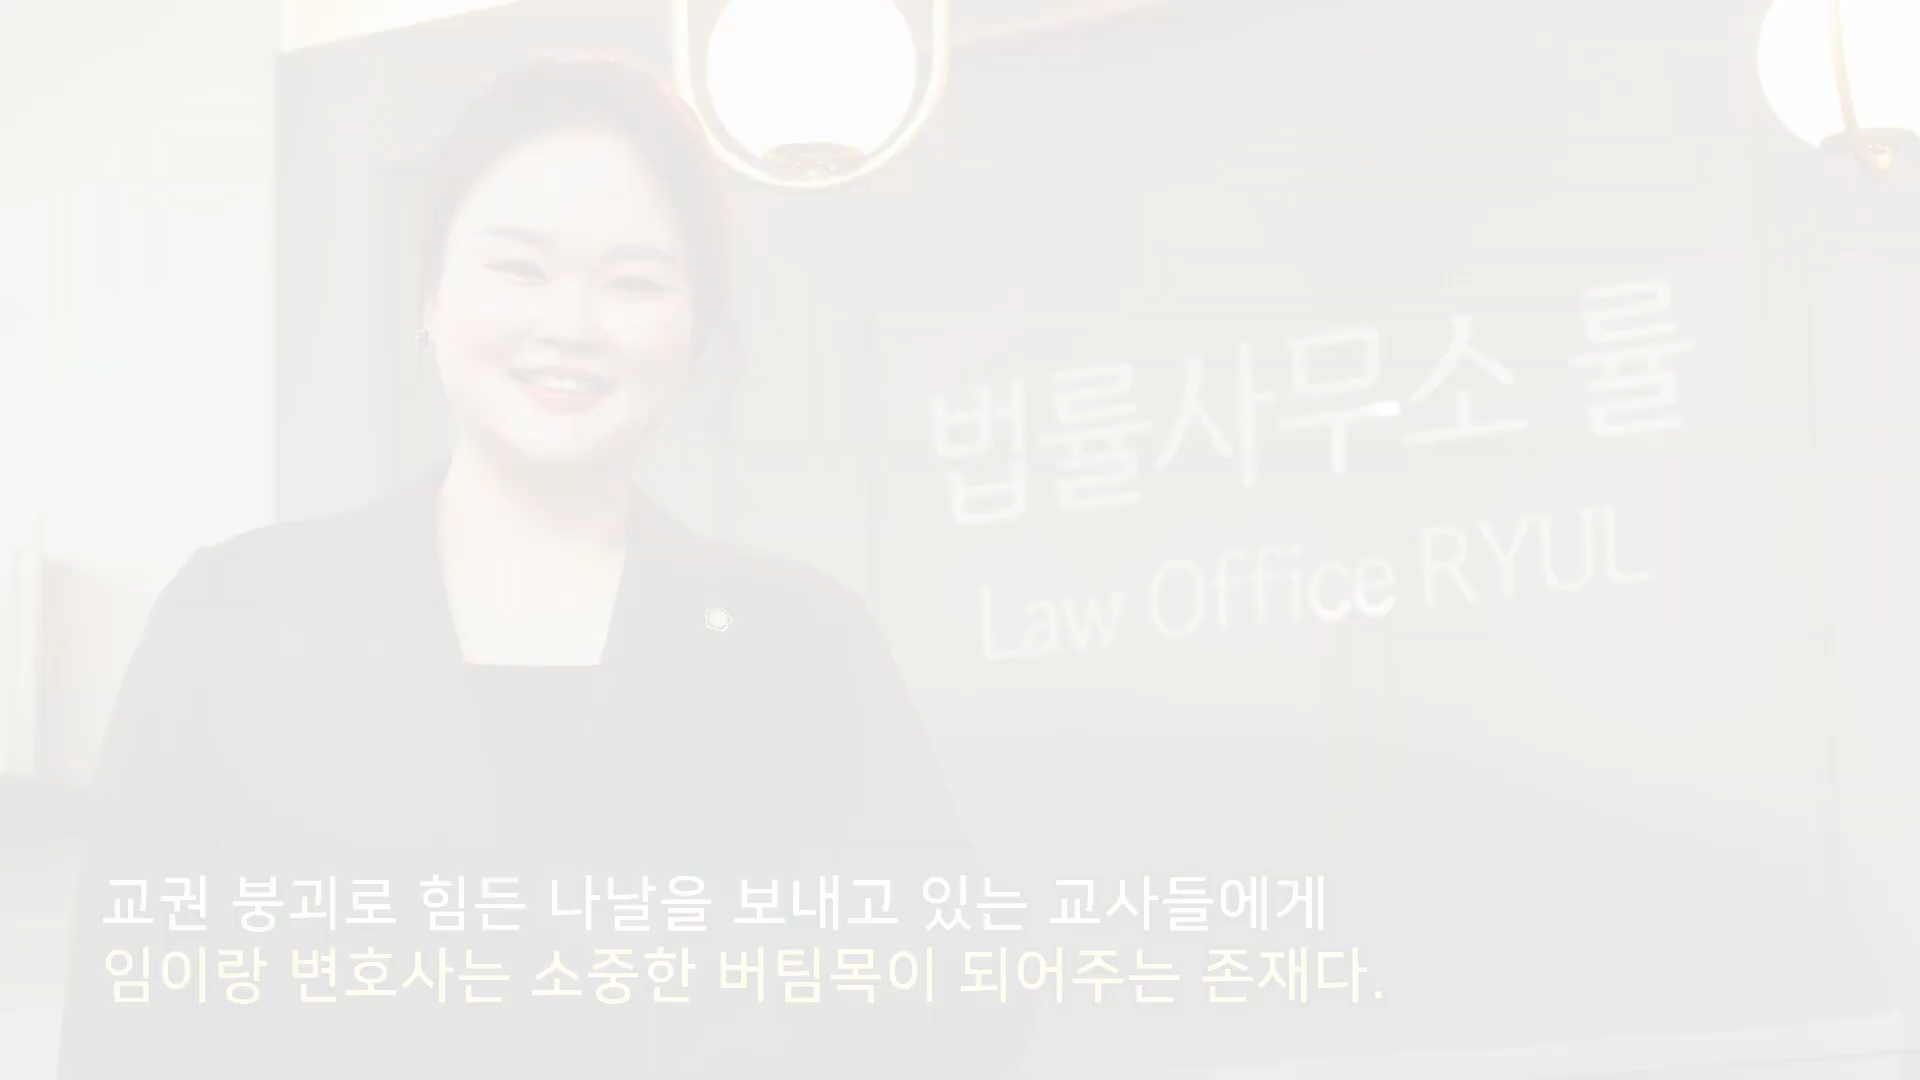 법률사무소 률
Law Office RYUL
교권 붕괴로 힘든 나날을 보내고 있는 교사들에게
임이랑 변호사는 소중한 버팀목이 되어주는 존재다.